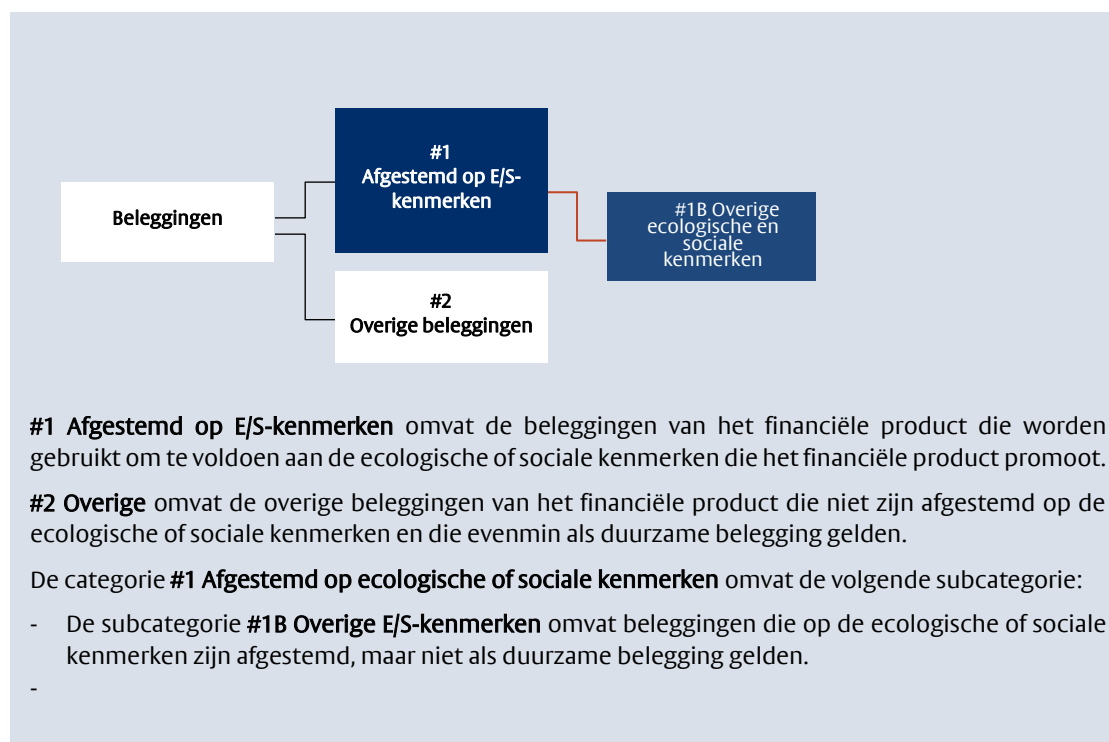 #1
Afgestemd op E/S-
kenmerken
Beleggingen
#1B Overige
ecologische en
sociale
kenmerken
#2
Overige beleggingen
#1 Afgestemd op E/S-kenmerken omvat de beleggingen van het financiële product die worden
gebruikt om te voldoen aan de ecologische of sociale kenmerken die het financiële product promoot.
#2 Overige omvat de overige beleggingen van het financiële product die niet zijn afgestemd op de
ecologische of sociale kenmerken en die evenmin als duurzame belegging gelden.
De categorie #1 Afgestemd op ecologische of sociale kenmerken omvat de volgende subcategorie:
- De subcategorie #1B Overige E/S-kenmerken omvat beleggingen die op de ecologische of sociale
kenmerken zijn afgestemd, maar niet als duurzame belegging gelden.
-